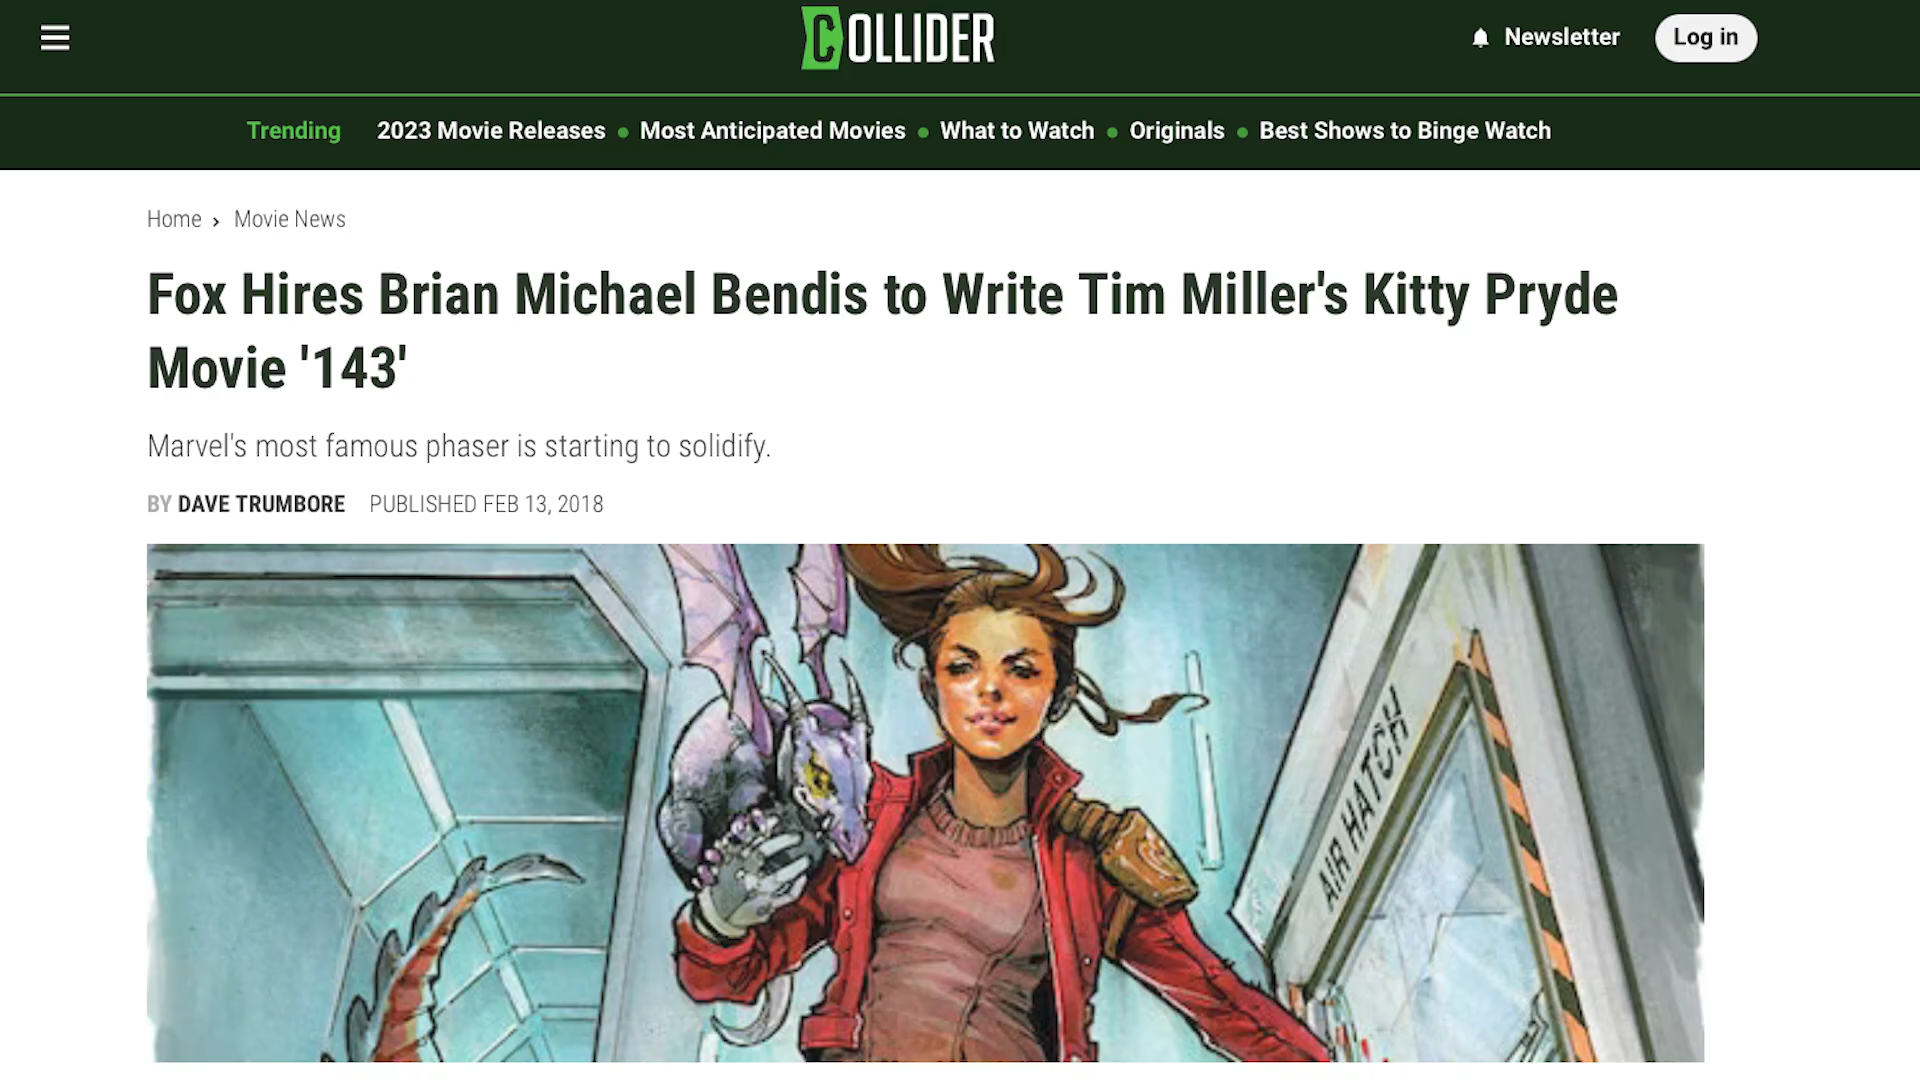 COLLIDER
Newsletter
Log in
Trending 2023 Movie Releases • Most Anticipated Movies • What to Watch • Originals • Best Shows to Binge Watch
Home › Movie News
Fox Hires Brian Michael Bendis to Write Tim Miller's Kitty Pryde
Movie '143'
Marvel's most famous phaser is starting to solidify.
BY DAVE TRUMBORE PUBLISHED FEB 13, 2018
AIR HATCH